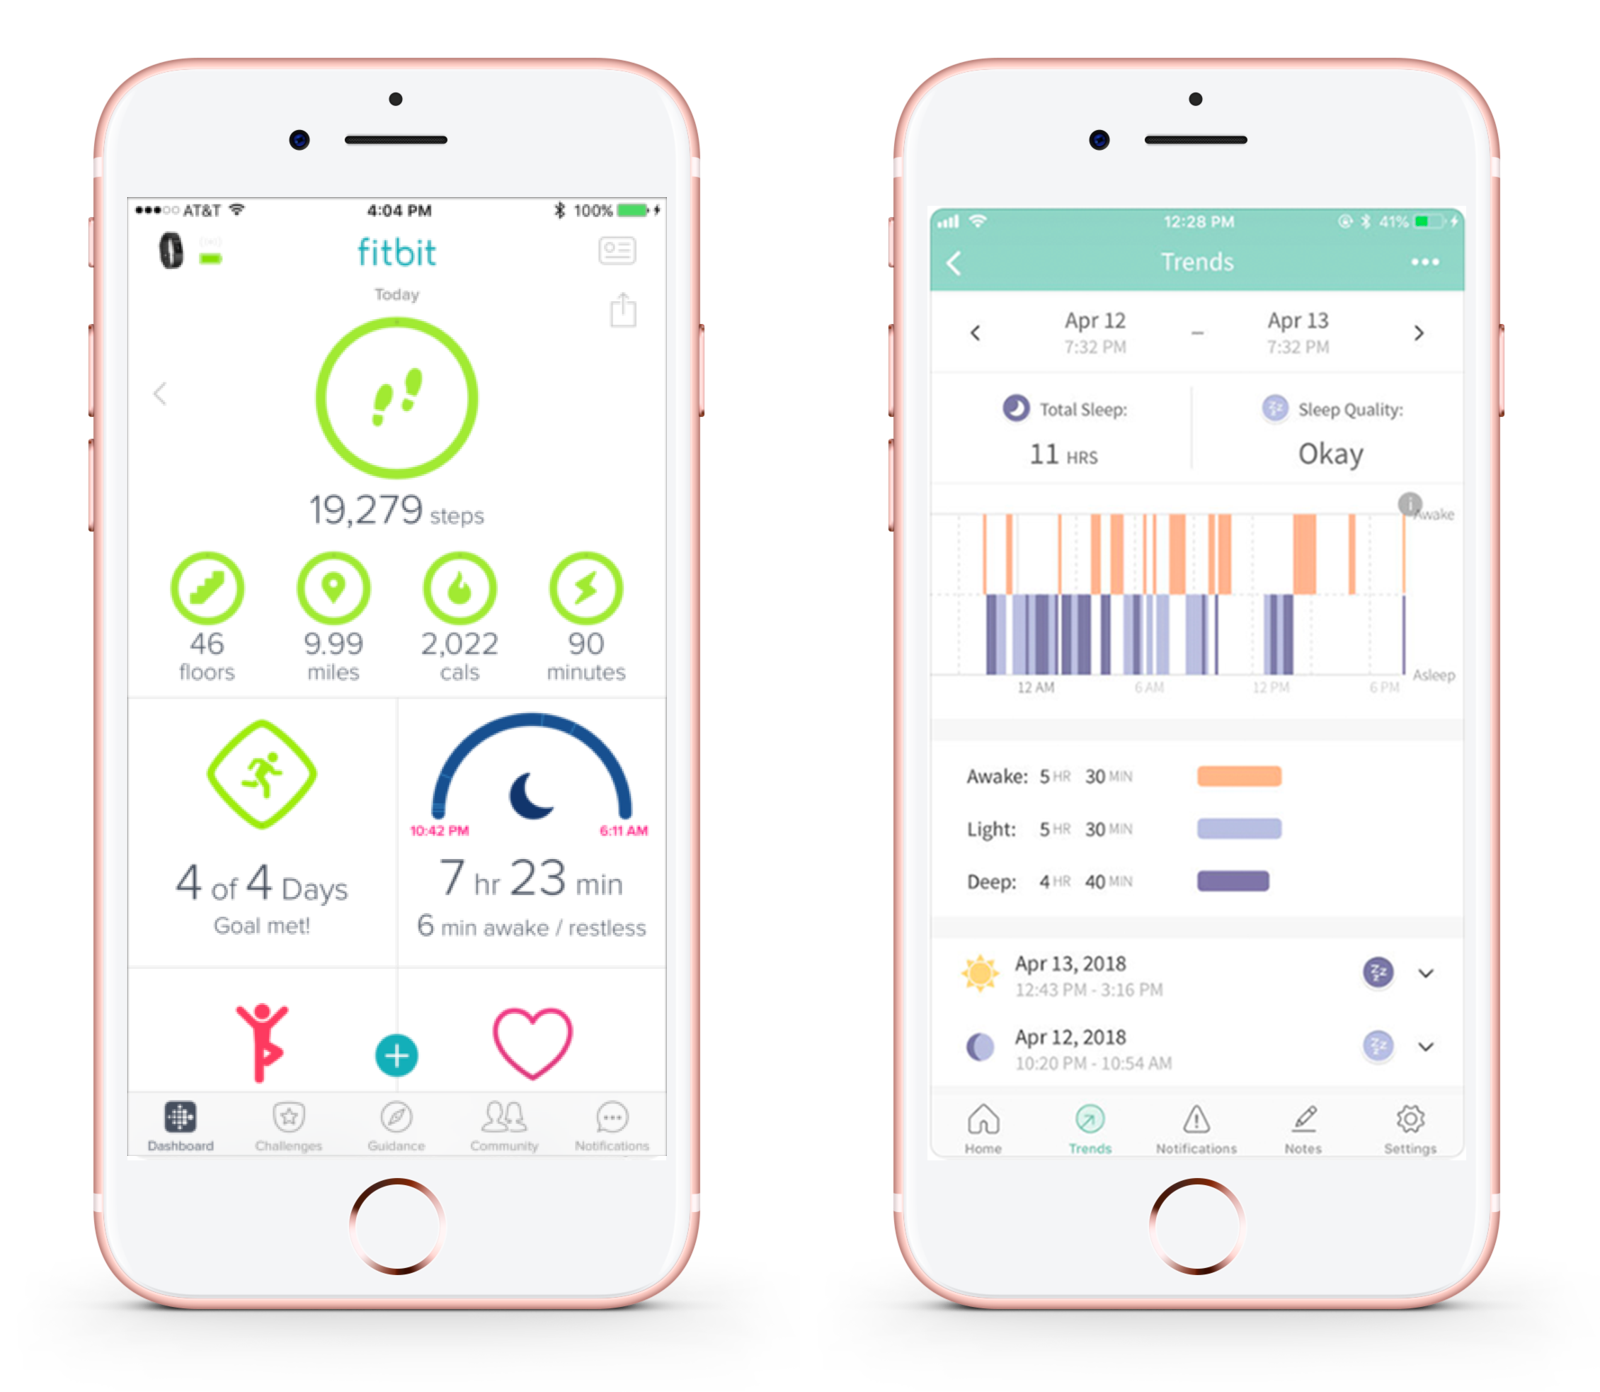 AT&T 4:04 PM 100%
fitbit
Today
19,279 steps
46 9.99 2,022 90
floors miles cals minutes
10:42 PM 6:11 AM
4 of 4 Days
Goal met!
7 hr 23 min
6 min awake / restless
Dashboard Challenges Guidance Community Notifications
12:28 PM 41%
Trends
Apr 12 – Apr 13
7:32 PM 7:32 PM
Total Sleep: Sleep Quality:
11 HRS Okay
Awake
Asleep
12 AM 6 AM 12 PM 6 PM
Awake: 5 HR 30 MIN
Light: 5 HR 30 MIN
Deep: 4 HR 40 MIN
Apr 13, 2018
12:43 PM - 3:16 PM
Apr 12, 2018
10:20 PM - 10:54 AM
Home Trends Notifications Notes Settings